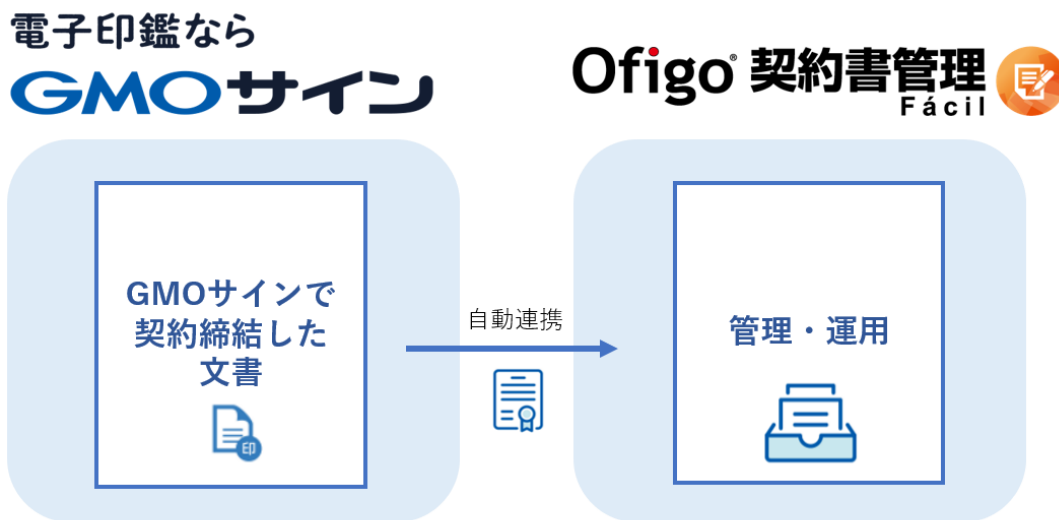 電子印鑑なら
GMOサイン
Ofigo® 契約書管理
Fácil
GMOサインで
契約締結した
文書
印
自動連携
管理・運用